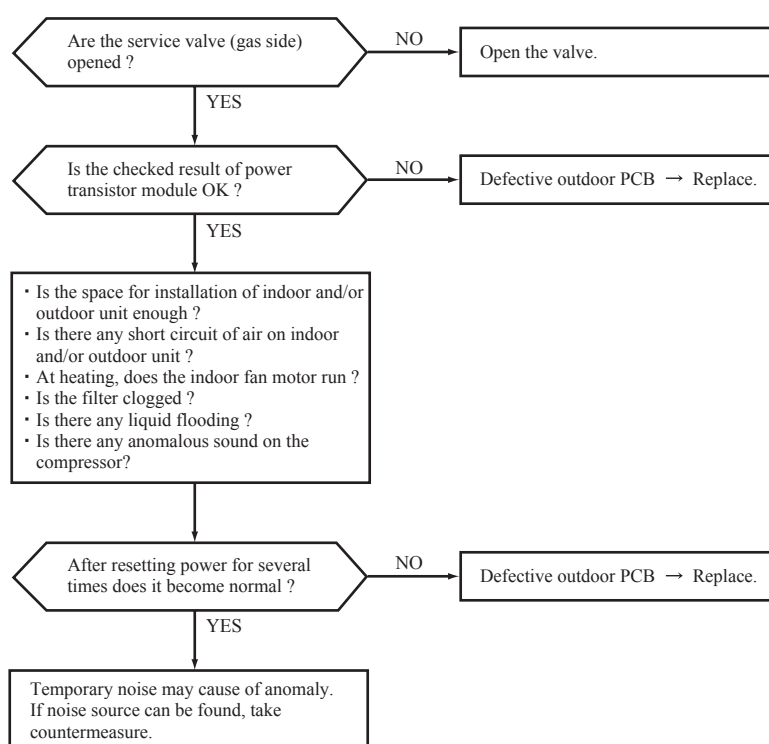 Are the service valve (gas side)
opened ?
NO
Open the valve.
YES
Is the checked result of power
transistor module OK ?
NO
Defective outdoor PCB → Replace.
YES
・Is the space for installation of indoor and/or
outdoor unit enough ?
・Is there any short circuit of air on indoor
and/or outdoor unit ?
・At heating, does the indoor fan motor run ?
・Is the filter clogged ?
・Is there any liquid flooding ?
・Is there any anomalous sound on the
compressor?
After resetting power for several
times does it become normal ?
NO
Defective outdoor PCB → Replace.
YES
Temporary noise may cause of anomaly.
If noise source can be found, take
countermeasure.